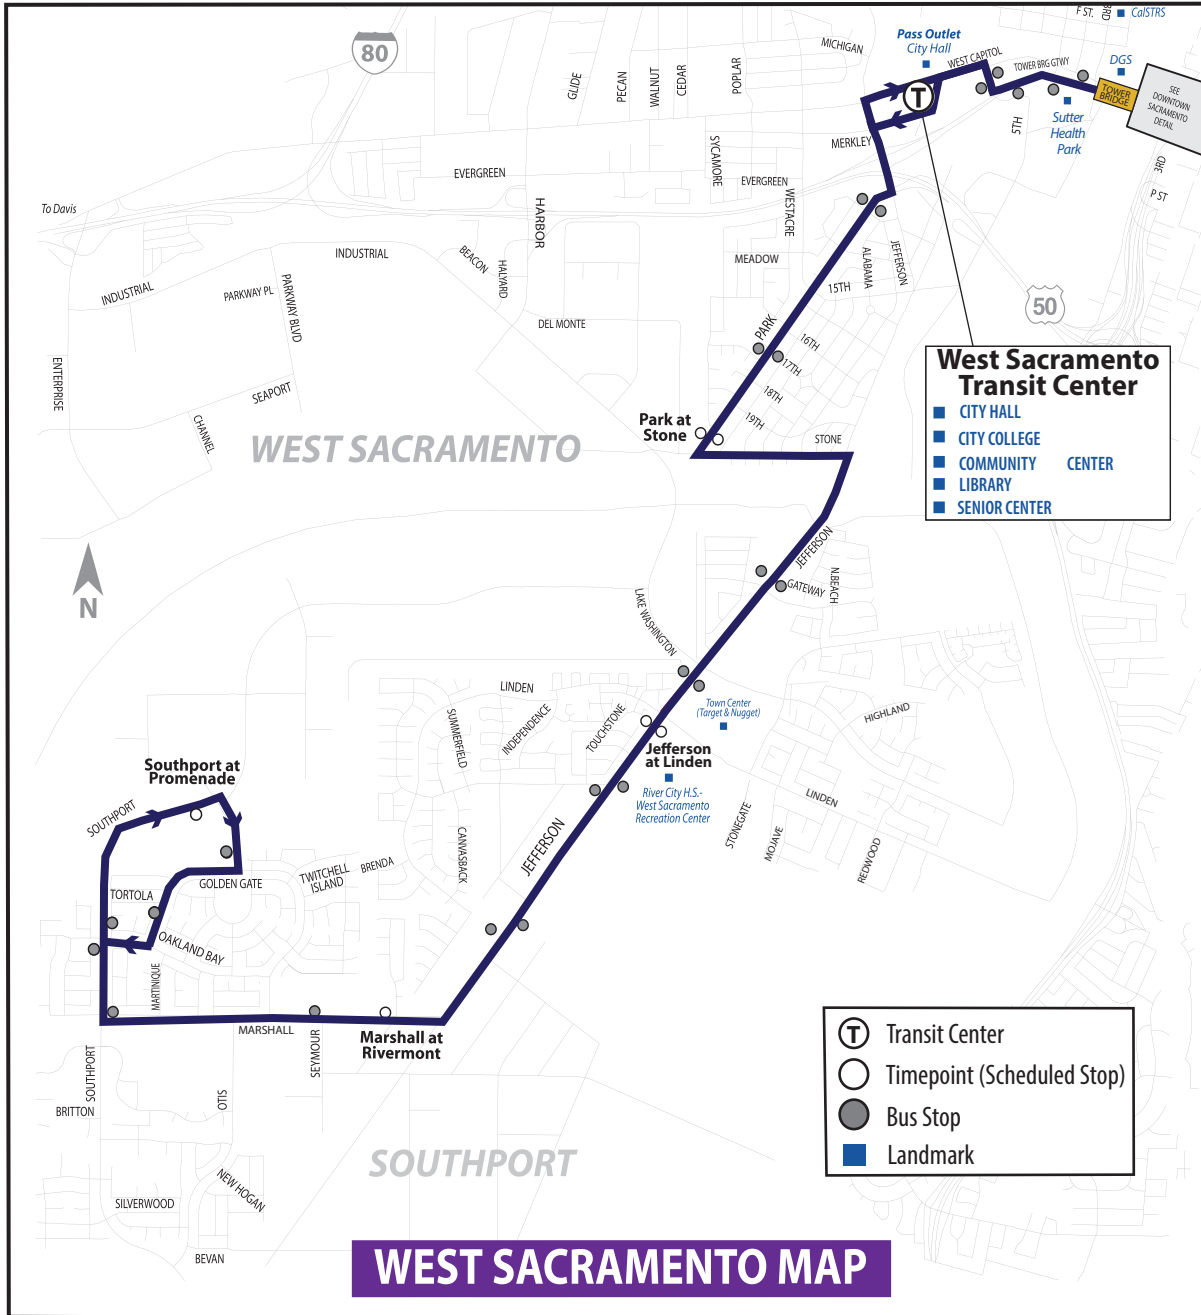 F ST.
3RD
CalSTRS
80
MICHIGAN
Pass Outlet
City Hall
WEST CAPITOL
TOWER BRG GTWY
DGS
TOWER
BRIDGE
SEE
DOWNTOWN
SACRAMENTO
DETAIL
GLIDE
PECAN
WALNUT
CEDAR
POPLAR
T
Sutter
Health
Park
5TH
MERKLEY
SYCAMORE
3RD
P ST
EVERGREEN
EVERGREEN
WESTACRE
To Davis
HARBOR
INDUSTRIAL
BEACON
HALYARD
MEADOW
ALABAMA
JEFFERSON
15TH
INDUSTRIAL
PARKWAY PL
PARKWAY BLVD
50
DEL MONTE
PARK
16TH
17TH
18TH
19TH
ENTERPRISE
SEAPORT
CHANNEL
West Sacramento
Transit Center
CITY HALL
CITY COLLEGE
COMMUNITY CENTER
LIBRARY
SENIOR CENTER
Park at
Stone
STONE
WEST SACRAMENTO
N
JEFFERSON
GATEWAY
N.BEACH
LAKE WASHINGTON
LINDEN
SUMMERFIELD
INDEPENDENCE
TOUCHSTONE
Town Center
(Target & Nugget)
HIGHLAND
Jefferson
at Linden
River City H.S.-
West Sacramento
Recreation Center
LINDEN
STONEGATE
MOJAVE
REDWOOD
Southport at
Promenade
SOUTHPORT
JEFFERSON
CANVASBACK
GOLDEN GATE
TWITCHELL
ISLAND
BRENDA
TORTOLA
OAKLAND BAY
MARTINIQUE
MARSHALL
Marshall at
Rivermont
SEYMOUR
SOUTHPORT
BRITTON
OTIS
NEW HOGAN
SILVERWOOD
BEVAN
SOUTHPORT
T
Transit Center
Timepoint (Scheduled Stop)
Bus Stop
Landmark
WEST SACRAMENTO MAP